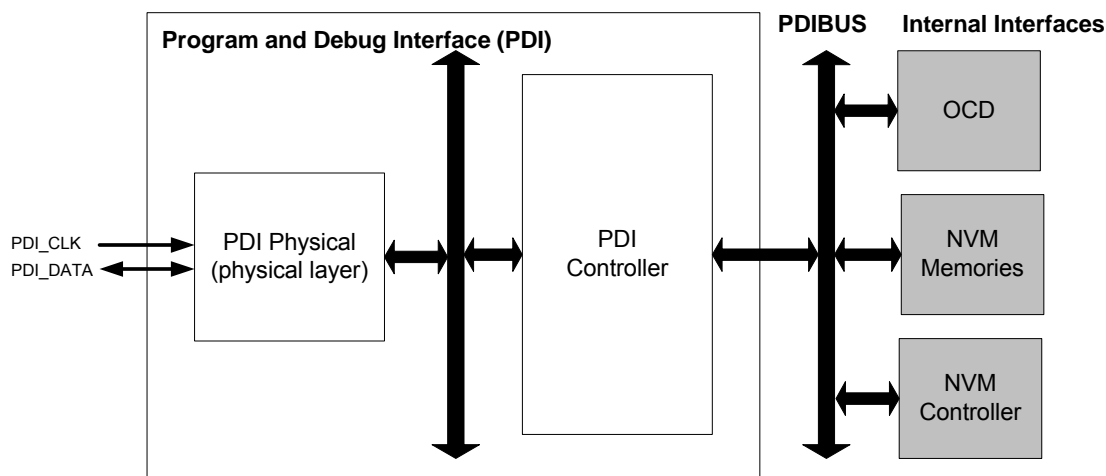 Program and Debug Interface (PDI)
PDIBUS
Internal Interfaces
OCD
PDI_CLK
PDI_DATA
PDI Physical
(physical layer)
PDI
Controller
NVM
Memories
NVM
Controller